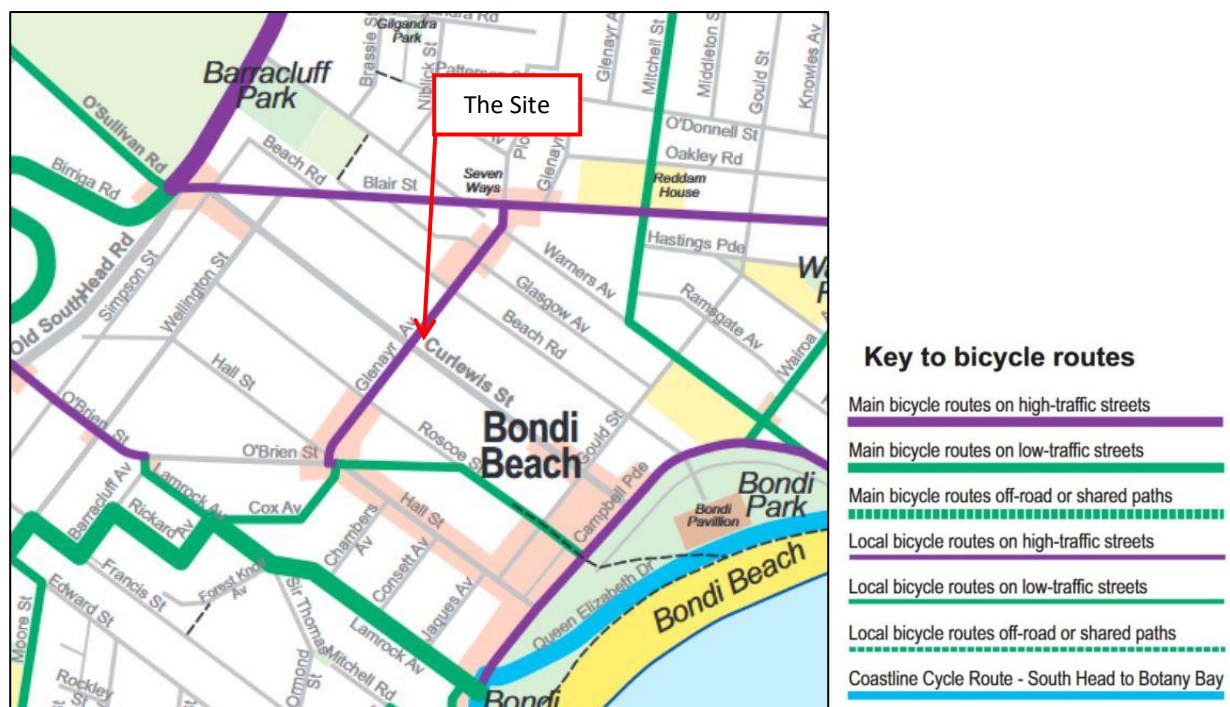 Gilgandra
Park
Brassie St
Niblick St
Glenayr Av
Mitchell St
Middleton St
Gould St
Knowles Av
Barracluff
Park
The Site
O'Sullivan Rd
Birriga Rd
Beach Rd
Blair St
Seven
Ways
Glenayr
O'Donnell St
Oakley Rd
Reddam
House
Hastings Pde
Old South Head Rd
Simpson St
Wellington St
Warners Av
Glasgow Av
Beach Rd
Ramsgate Av
Wairoa
Glenayr Av
Curlewis St
Hall St
O'Brien St
O'Brien St
Roscoe St
Bondi
Beach
Gould St
Campbell Pde
Bondi
Park
Bondi
Pavillion
Barracluff Av
Lamrock Av
Rickard Av
Cox Av
Chambers
Av
Hall St
Consett Av
Jaques Av
Queen Elizabeth Dr
Bondi Beach
Moore St
Edward St
Francis St
Forest Knoll
Av
Sir Thomas
Mitchell Rd
Ormond
St
Lamrock Av
Rockley
St
Bondi
Key to bicycle routes
Main bicycle routes on high-traffic streets
Main bicycle routes on low-traffic streets
Main bicycle routes off-road or shared paths
Local bicycle routes on high-traffic streets
Local bicycle routes on low-traffic streets
Local bicycle routes off-road or shared paths
Coastline Cycle Route - South Head to Botany Bay